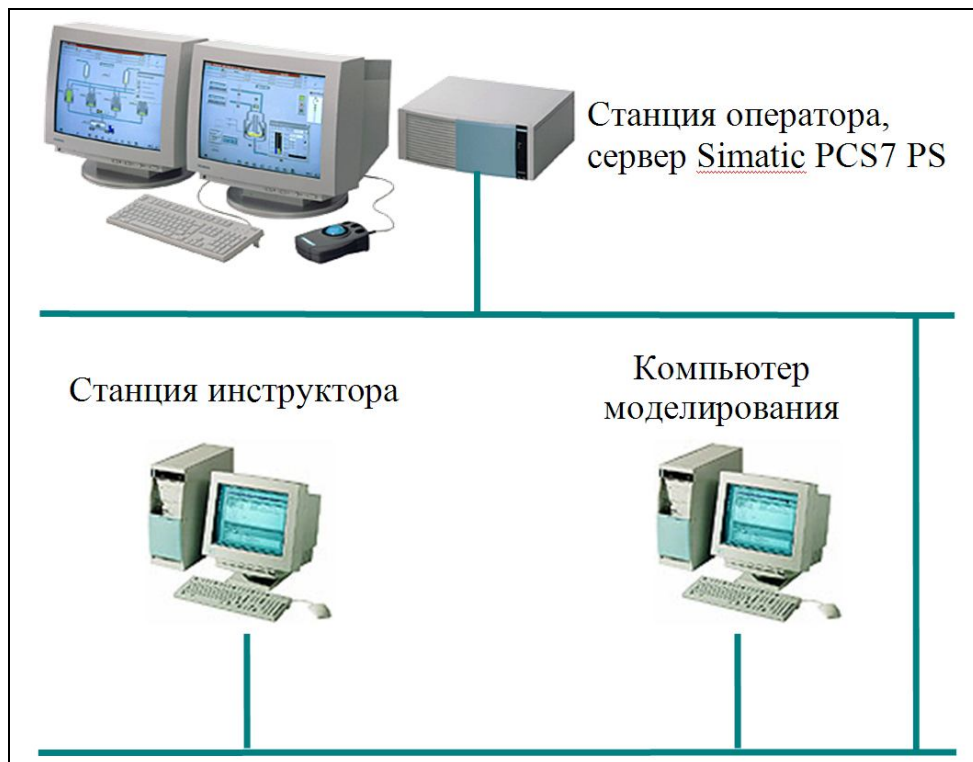 Станция оператора,
сервер Simatic PCS7 PS
Станция инструктора
Компьютер
моделирования